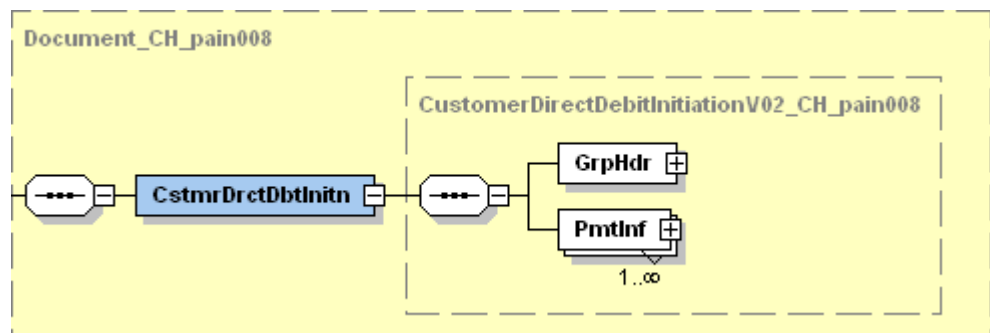 Document_CH_pain008
CustomerDirectDebitInitiationV02_CH_pain008
GrpHdr
CstmrDrctDbtInitn
PmtInf
1..∞